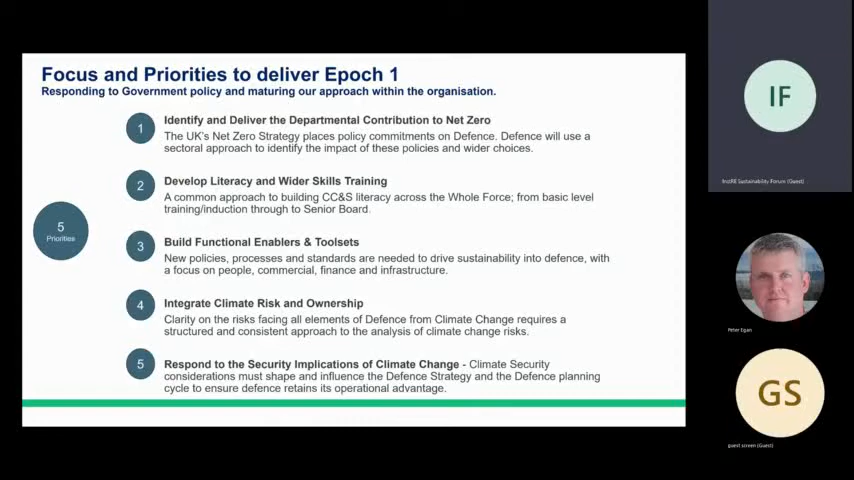 Focus and Priorities to deliver Epoch 1
Responding to Government policy and maturing our approach within the organisation.
5
Priorities
1
Identify and Deliver the Departmental Contribution to Net Zero
The UK's Net Zero Strategy places policy commitments on Defence. Defence will use a
sectoral approach to identify the impact of these policies and wider choices.
2
Develop Literacy and Wider Skills Training
A common approach to building CC&S literacy across the Whole Force; from basic level
training/induction through to Senior Board.
3
Build Functional Enablers & Toolsets
New policies, processes and standards are needed to drive sustainability into defence, with
a focus on people, commercial, finance and infrastructure.
4
Integrate Climate Risk and Ownership
Clarity on the risks facing all elements of Defence from Climate Change requires a
structured and consistent approach to the analysis of climate change risks.
5
Respond to the Security Implications of Climate Change - Climate Security
considerations must shape and influence the Defence Strategy and the Defence planning
cycle to ensure defence retains its operational advantage.
IF
InstRE Sustainability Forum (Guest)
Peter Egan
GS
guest screen (Guest)